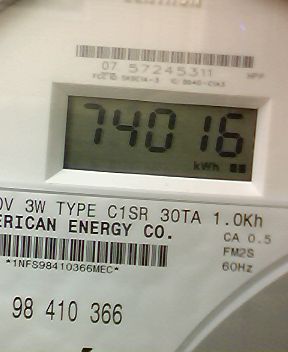 07 57245311
74016
kWh
0V 3W TYPE C1SR 30TA 1.0Kh
ERICAN ENERGY CO.
CA 0.5
FM2S
*1NFS98410366MEC*
60Hz
98 410 366